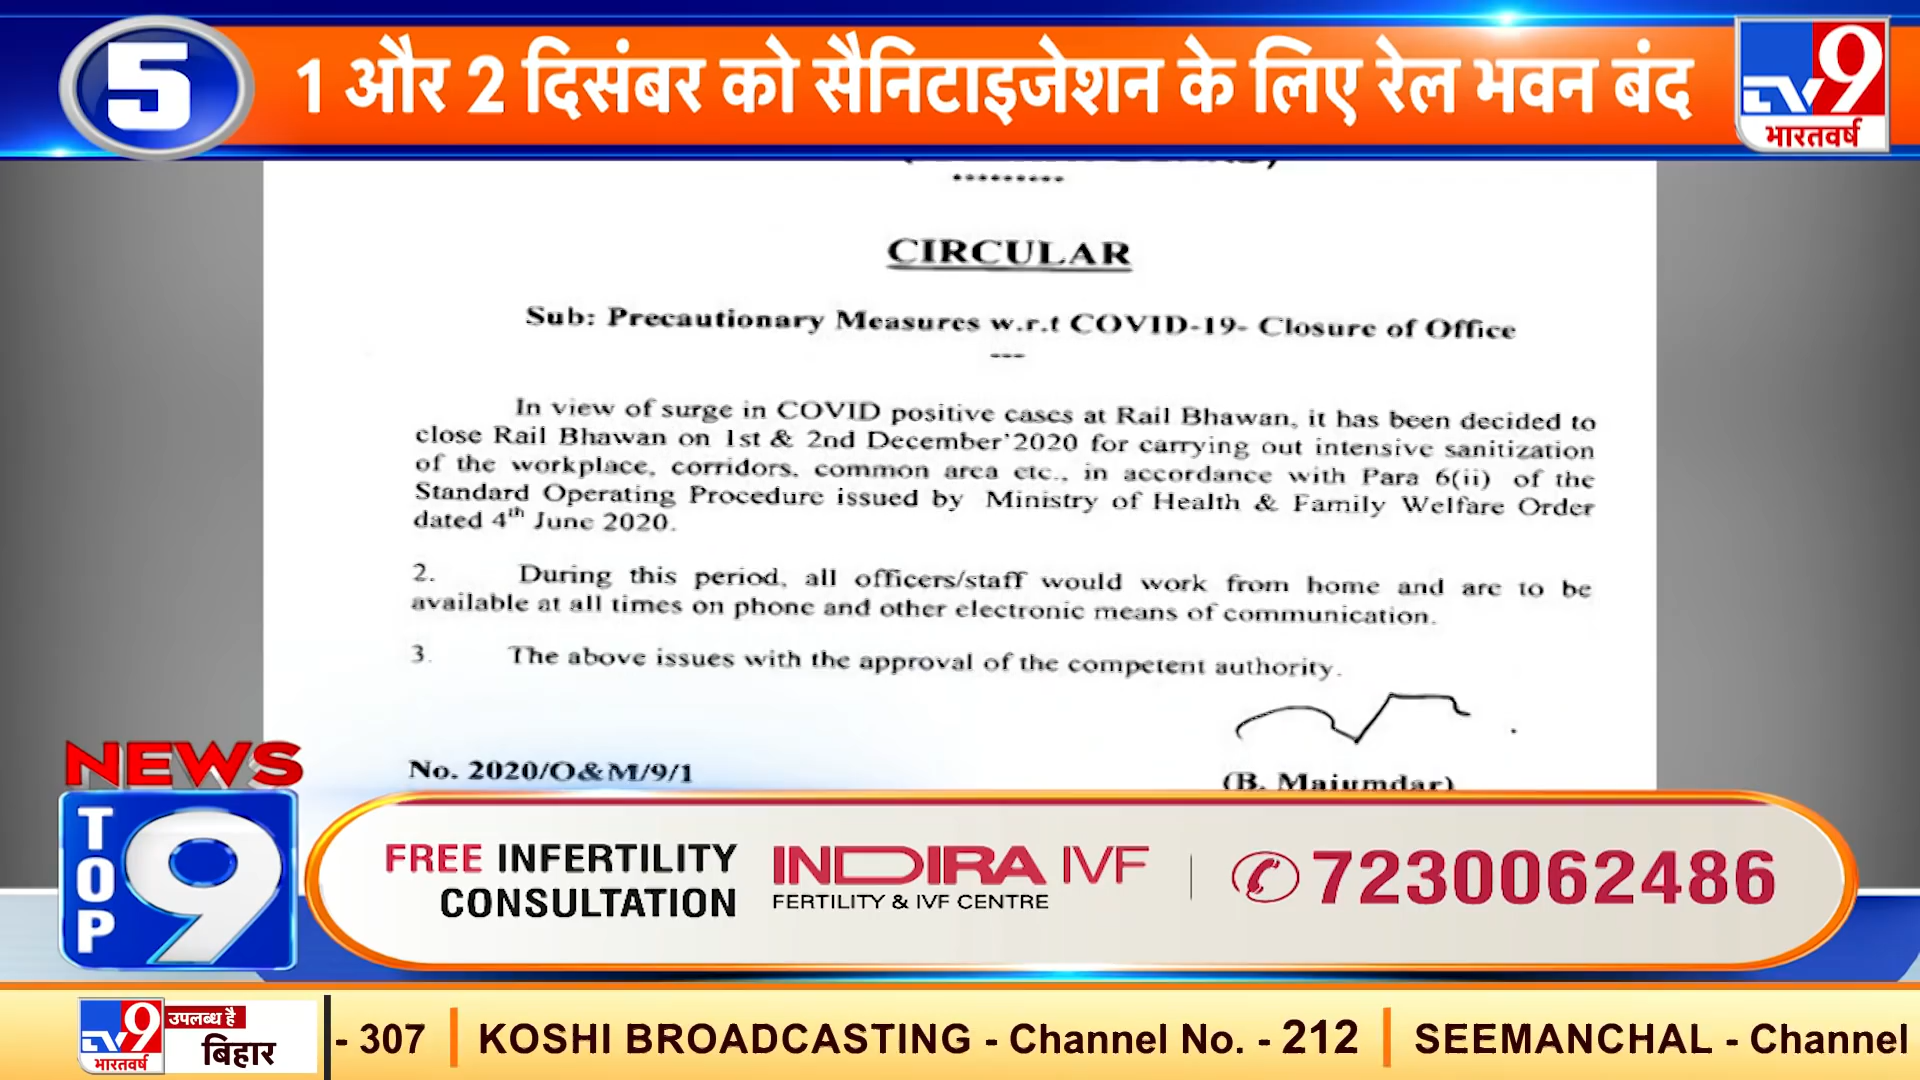 5
1 और 2 दिसंबर को सैनिटाइजेशन के लिए रेल भवन बंद
TV9
भारतवर्ष
CIRCULAR
Sub: Precautionary Measures w.r.t COVID-19- Closure of Office
In view of surge in COVID positive cases at Rail Bhawan, it has been decided to
close Rail Bhawan on 1st & 2nd December'2020 for carrying out intensive sanitization
of the workplace, corridors, common area etc., in accordance with Para 6(ii) of the
Standard Operating Procedure issued by Ministry of Health & Family Welfare Order
dated 4th June 2020.
2. During this period, all officers/staff would work from home and are to be
available at all times on phone and other electronic means of communication.
3. The above issues with the approval of the competent authority.
No. 2020/O&M/9/1
(B. Majumdar)
NEWS
TOP
9
FREE INFERTILITY
CONSULTATION
INDIRA IVF
FERTILITY & IVF CENTRE
7230062486
TV9
भारतवर्ष
उपलब्ध है
बिहार
- 307
KOSHI BROADCASTING - Channel No. - 212
SEEMANCHAL - Channel